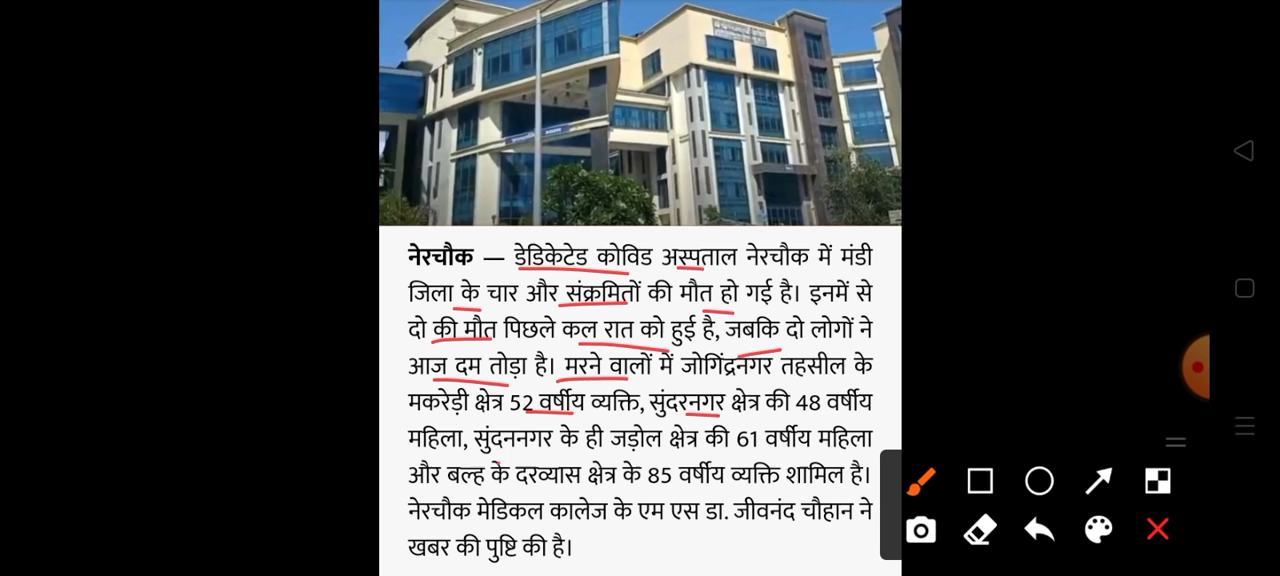 नेरचौक — डेडिकेटेड कोविड अस्पताल नेरचौक में मंडी
जिला के चार और संक्रमितों की मौत हो गई है। इनमें से
दो की मौत पिछले कल रात को हुई है, जबकि दो लोगों ने
आज दम तोड़ा है। मरने वालों में जोगिंद्रनगर तहसील के
मकरेड़ी क्षेत्र 52 वर्षीय व्यक्ति, सुंदरनगर क्षेत्र की 48 वर्षीय
महिला, सुंदननगर के ही जड़ोल क्षेत्र की 61 वर्षीय महिला
और बल्ह के दरव्यास क्षेत्र के 85 वर्षीय व्यक्ति शामिल है।
नेरचौक मेडिकल कालेज के एम एस डा. जीवनंद चौहान ने
खबर की पुष्टि की है।